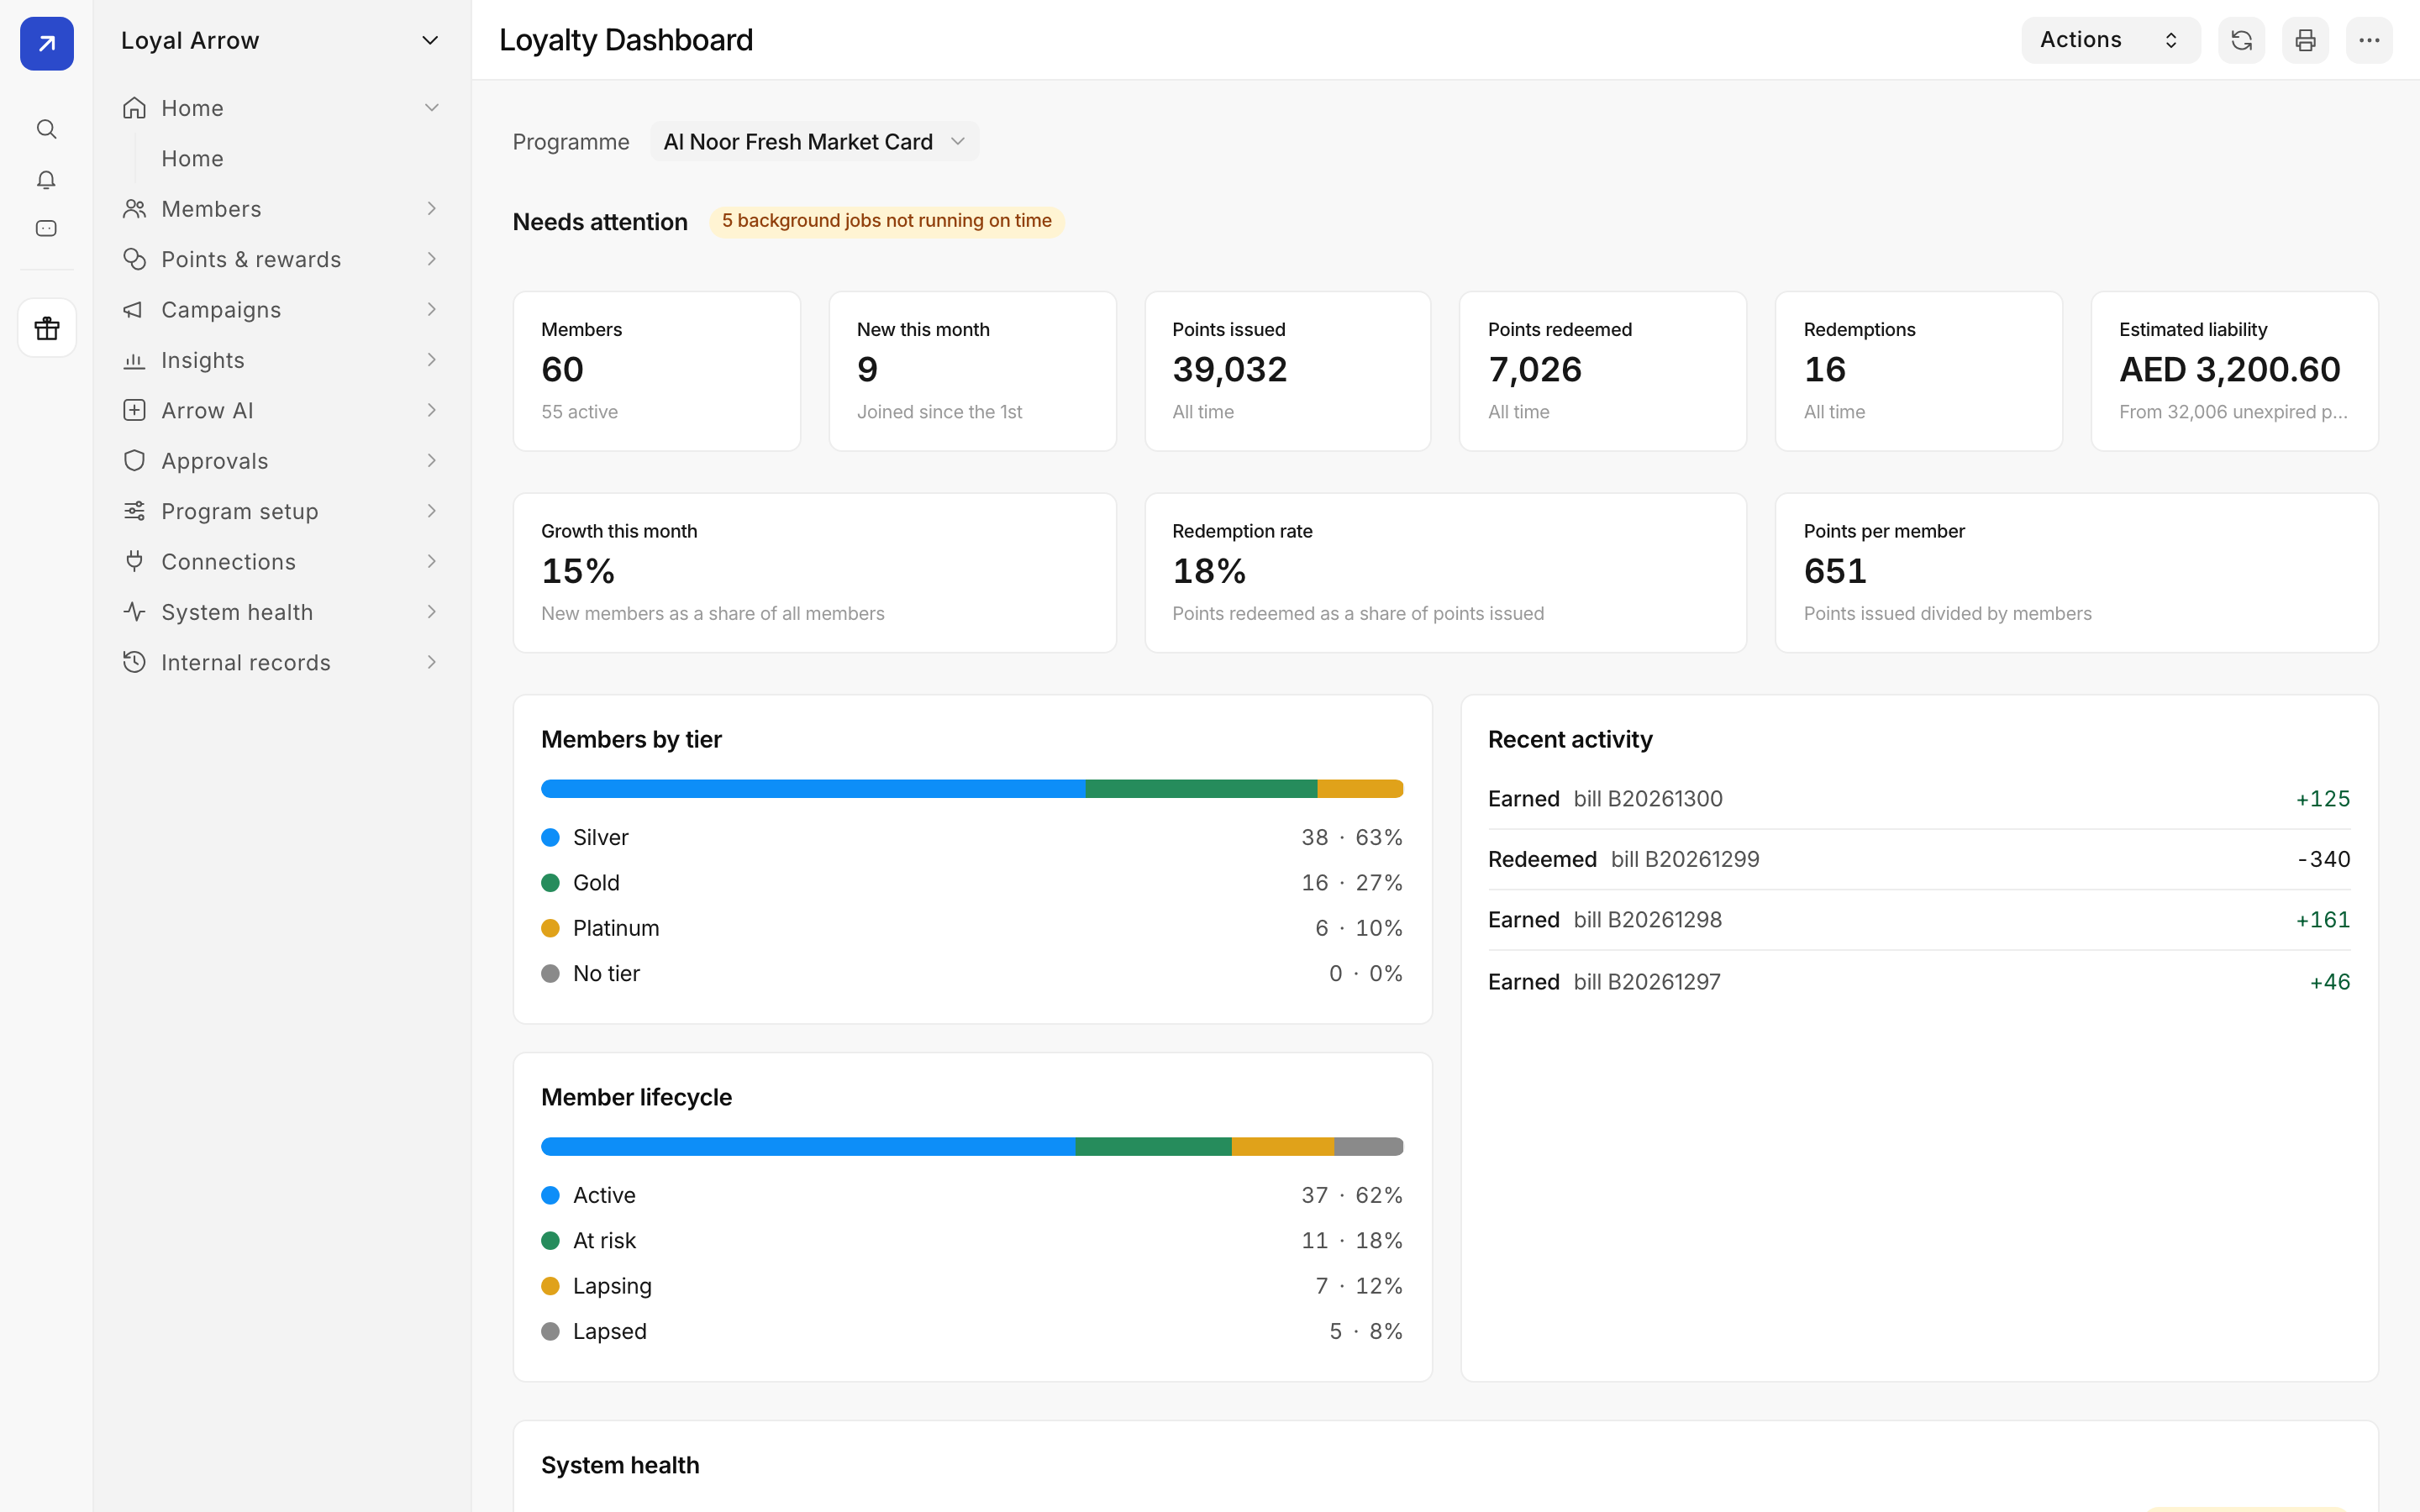 Loyal Arrow
Home
Home
Members
Points & rewards
Campaigns
Insights
Arrow AI
Approvals
Program setup
Connections
System health
Internal records
Loyalty Dashboard
Actions
Programme
Al Noor Fresh Market Card
Needs attention
5 background jobs not running on time
Members
60
55 active
New this month
9
Joined since the 1st
Points issued
39,032
All time
Points redeemed
7,026
All time
Redemptions
16
All time
Estimated liability
AED 3,200.60
From 32,006 unexpired p...
Growth this month
15%
New members as a share of all members
Redemption rate
18%
Points redeemed as a share of points issued
Points per member
651
Points issued divided by members
Members by tier
Silver 38 · 63%
Gold 16 · 27%
Platinum 6 · 10%
No tier 0 · 0%
Recent activity
Earned bill B20261300 +125
Redeemed bill B20261299 -340
Earned bill B20261298 +161
Earned bill B20261297 +46
Member lifecycle
Active 37 · 62%
At risk 11 · 18%
Lapsing 7 · 12%
Lapsed 5 · 8%
System health